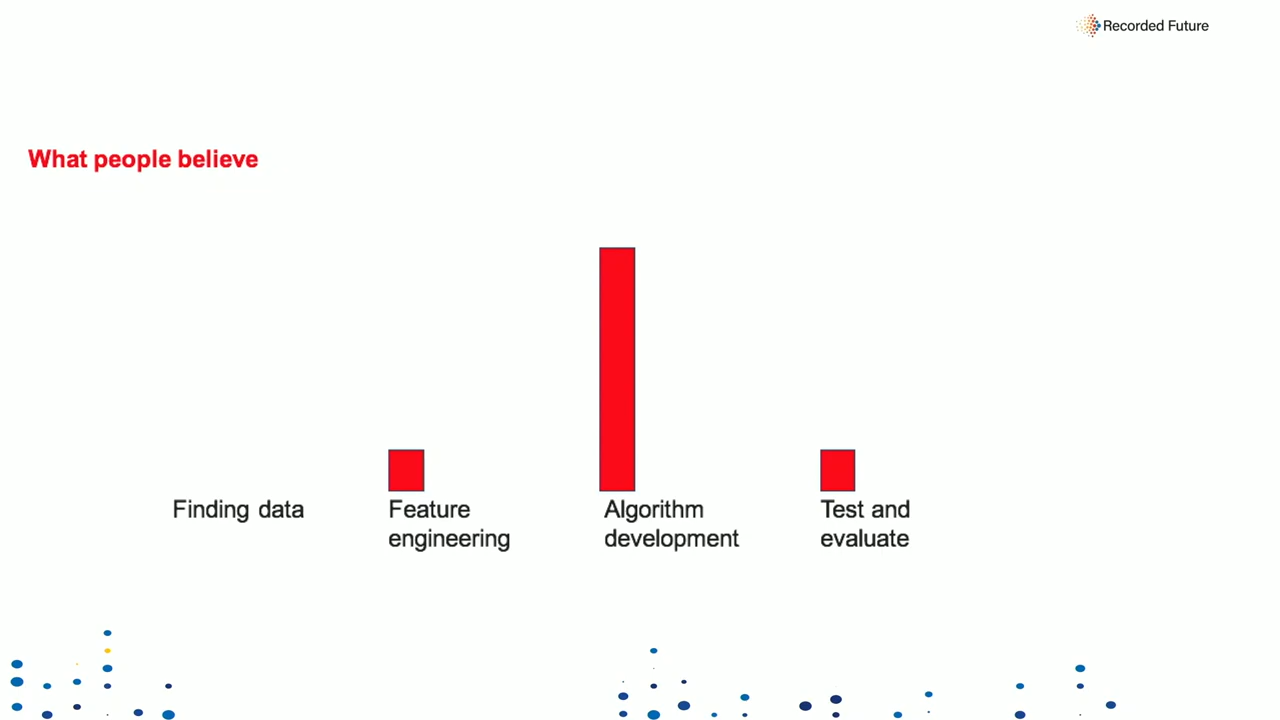 Recorded Future
What people believe
Finding data
Feature
engineering
Algorithm
development
Test and
evaluate